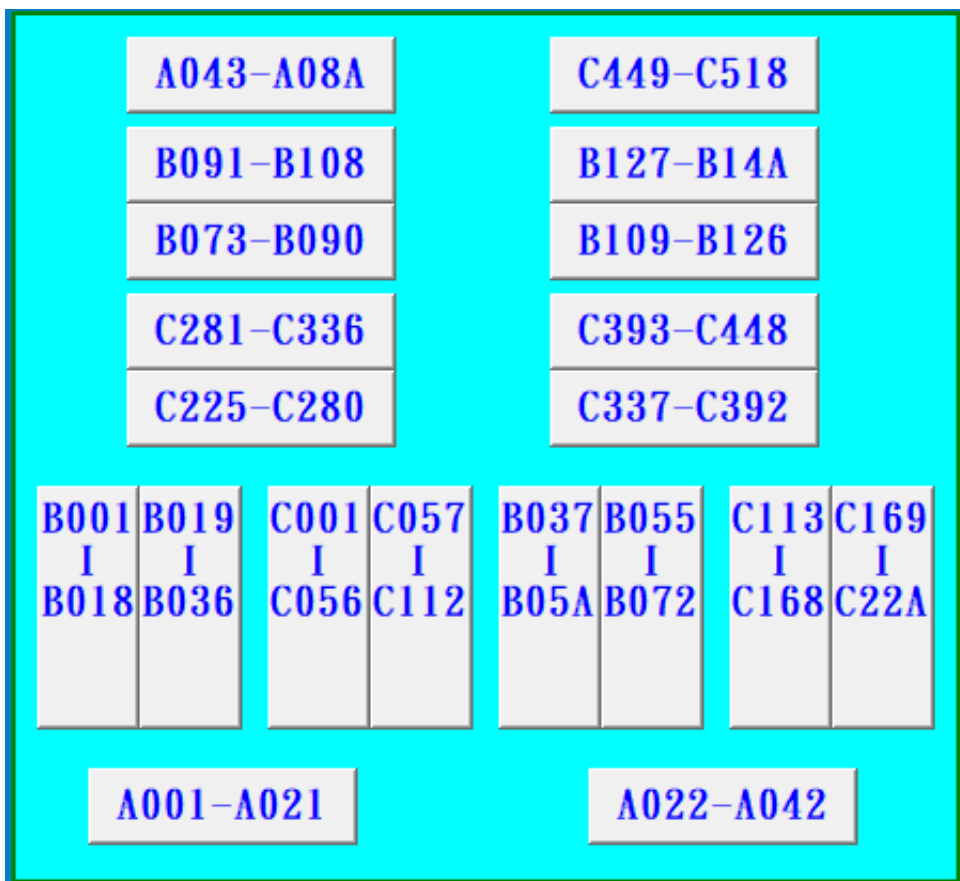 A043-A08A
C449-C518
B091-B108
B127-B14A
B073-B090
B109-B126
C281-C336
C393-C448
C225-C280
C337-C392
B001 B019 C001 C057 B037 B055 C113 C169
I I I I I I I I
B018 B036 C056 C112 B05A B072 C168 C22A
A001-A021
A022-A042